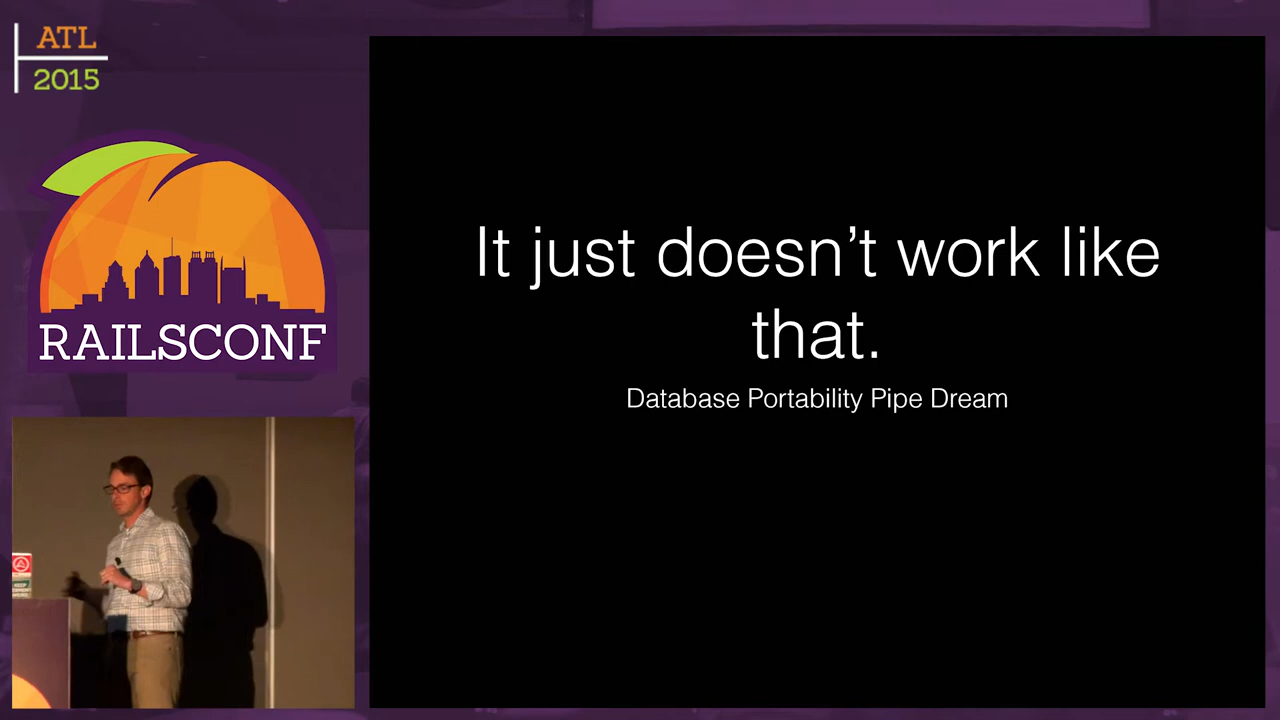 ATL
2015
RAILSCONF
It just doesn’t work like
that.
Database Portability Pipe Dream